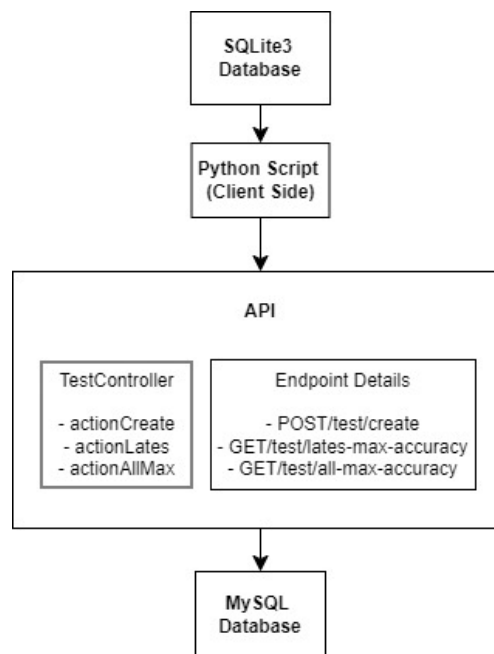 SQLite3
Database
Python Script
(Client Side)
API
TestController
- actionCreate
- actionLates
- actionAllMax
Endpoint Details
- POST/test/create
- GET/test/lates-max-accuracy
- GET/test/all-max-accuracy
MySQL
Database